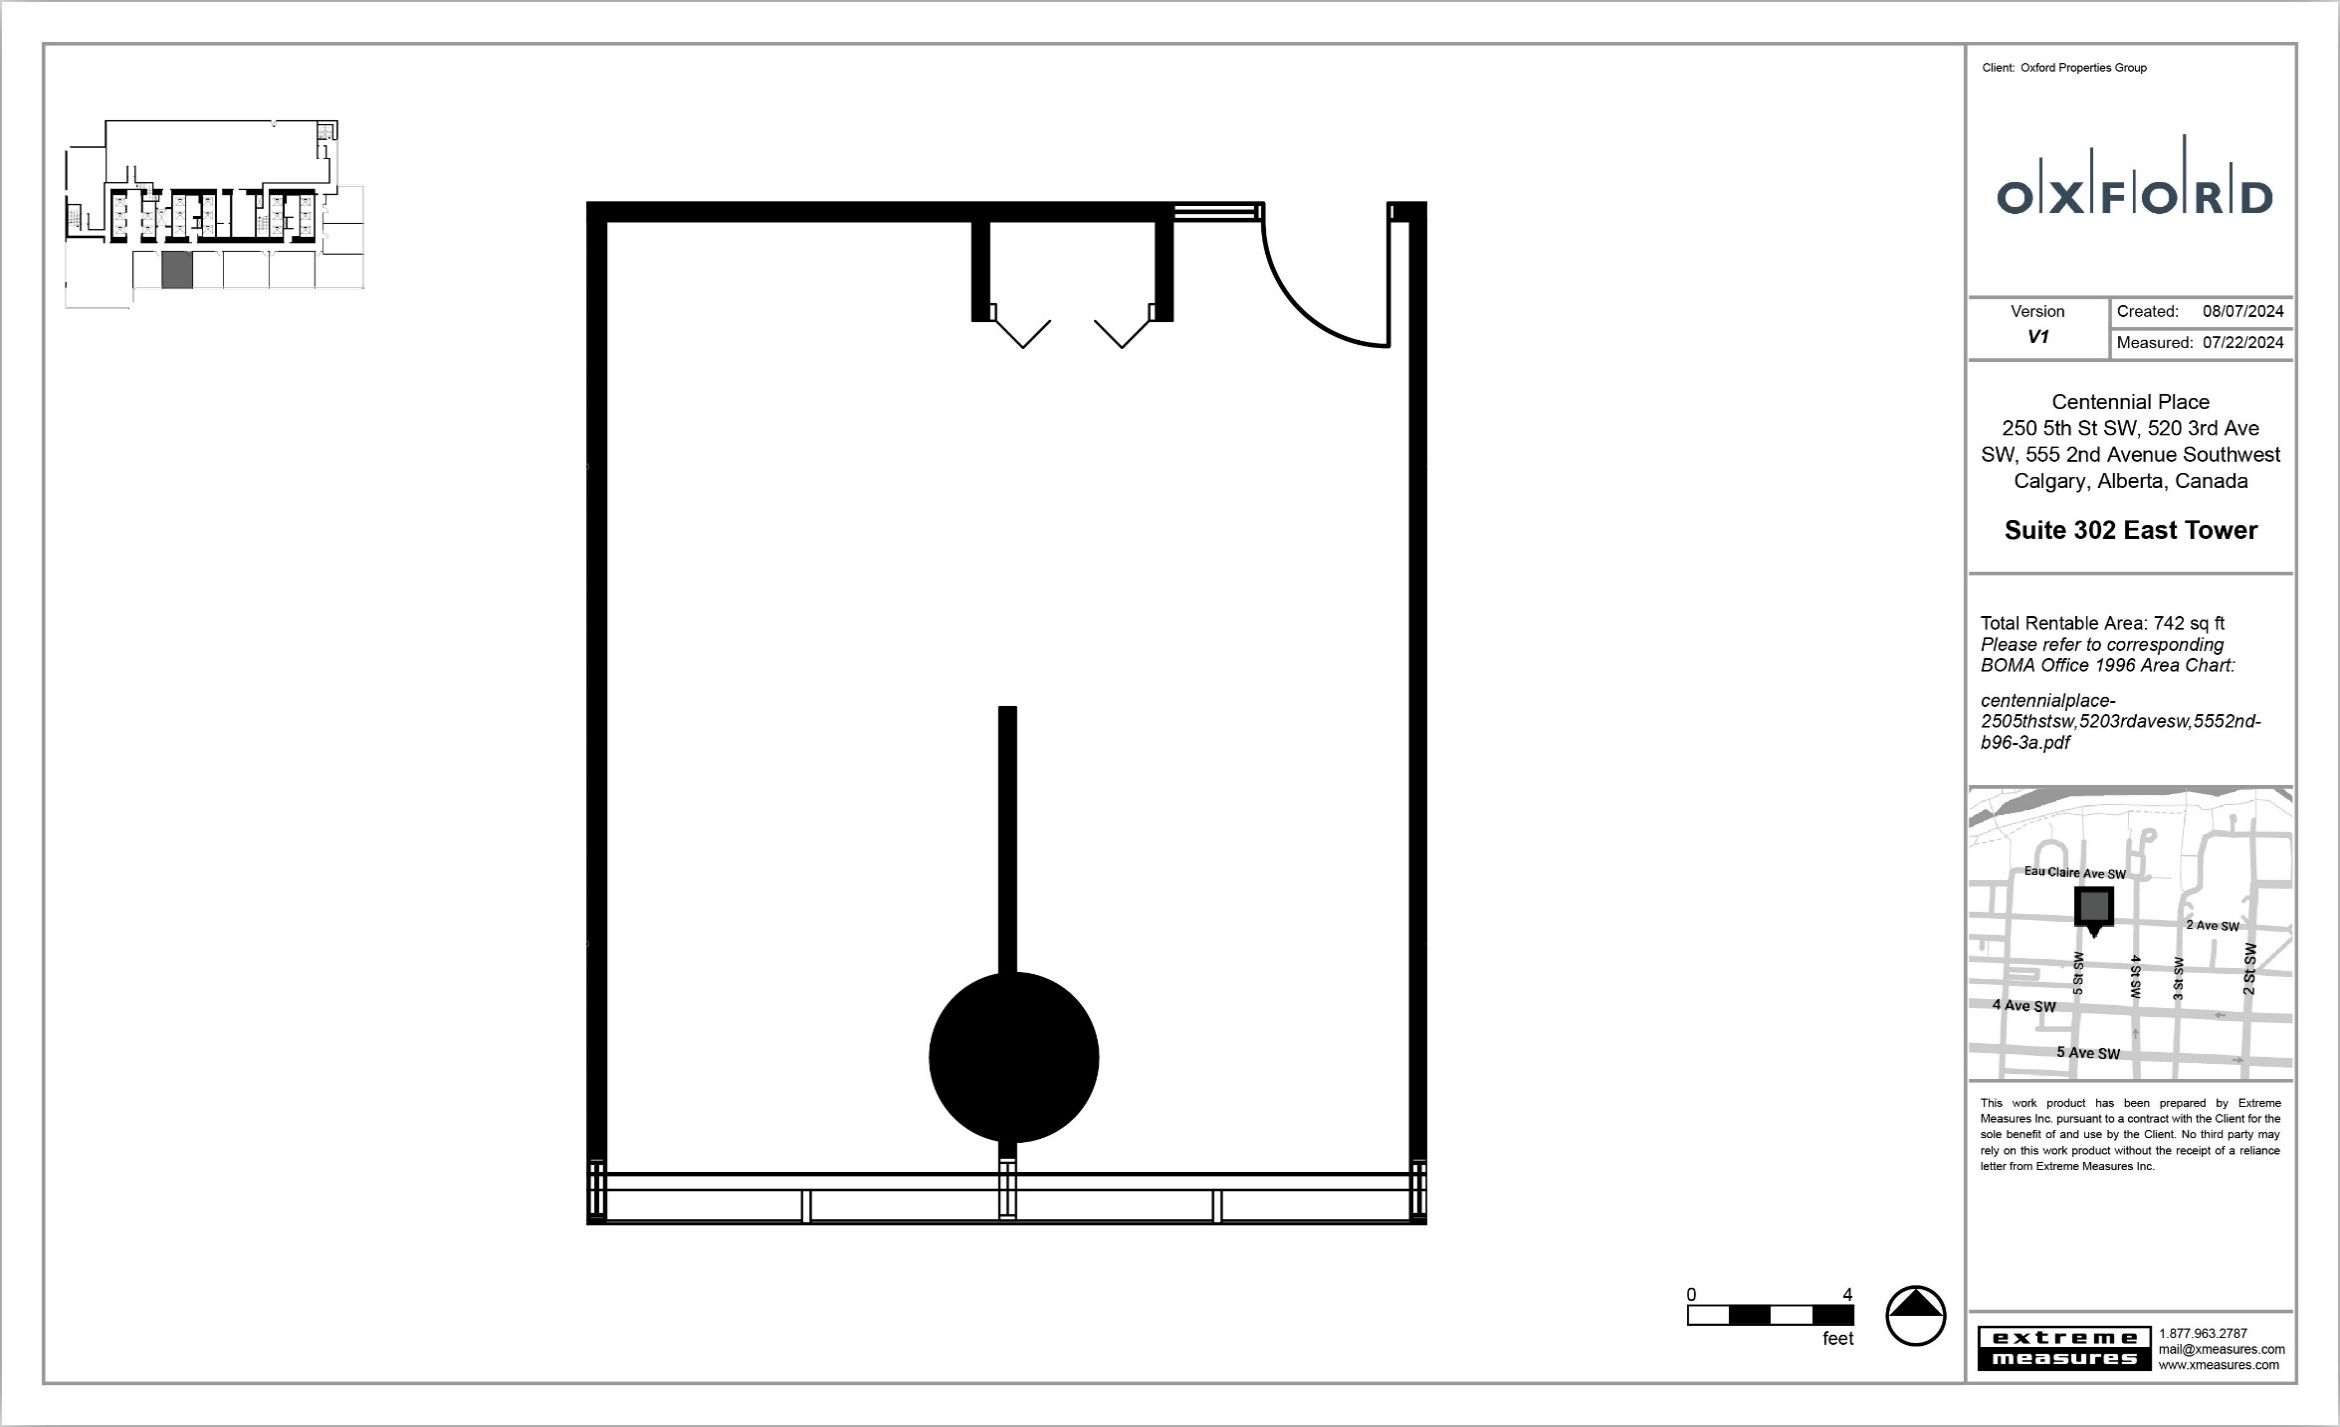 Client: Oxford Properties Group
OXFORD
Version
V1
Created: 08/07/2024
Measured: 07/22/2024
Centennial Place
250 5th St SW, 520 3rd Ave
SW, 555 2nd Avenue Southwest
Calgary, Alberta, Canada
Suite 302 East Tower
Total Rentable Area: 742 sq ft
Please refer to corresponding
BOMA Office 1996 Area Chart:
centennialplace-
2505thstsw,5203rdavesw,5552nd-
b96-3a.pdf
Eau Claire Ave SW
2 Ave SW
5 St SW
4 St SW
3 St SW
2 St SW
4 Ave SW
5 Ave SW
This work product has been prepared by Extreme
Measures Inc. pursuant to a contract with the Client for the
sole benefit of and use by the Client. No third party may
rely on this work product without the receipt of a reliance
letter from Extreme Measures Inc.
0 4
feet
extreme
measures
1.877.963.2787
mail@xmeasures.com
www.xmeasures.com